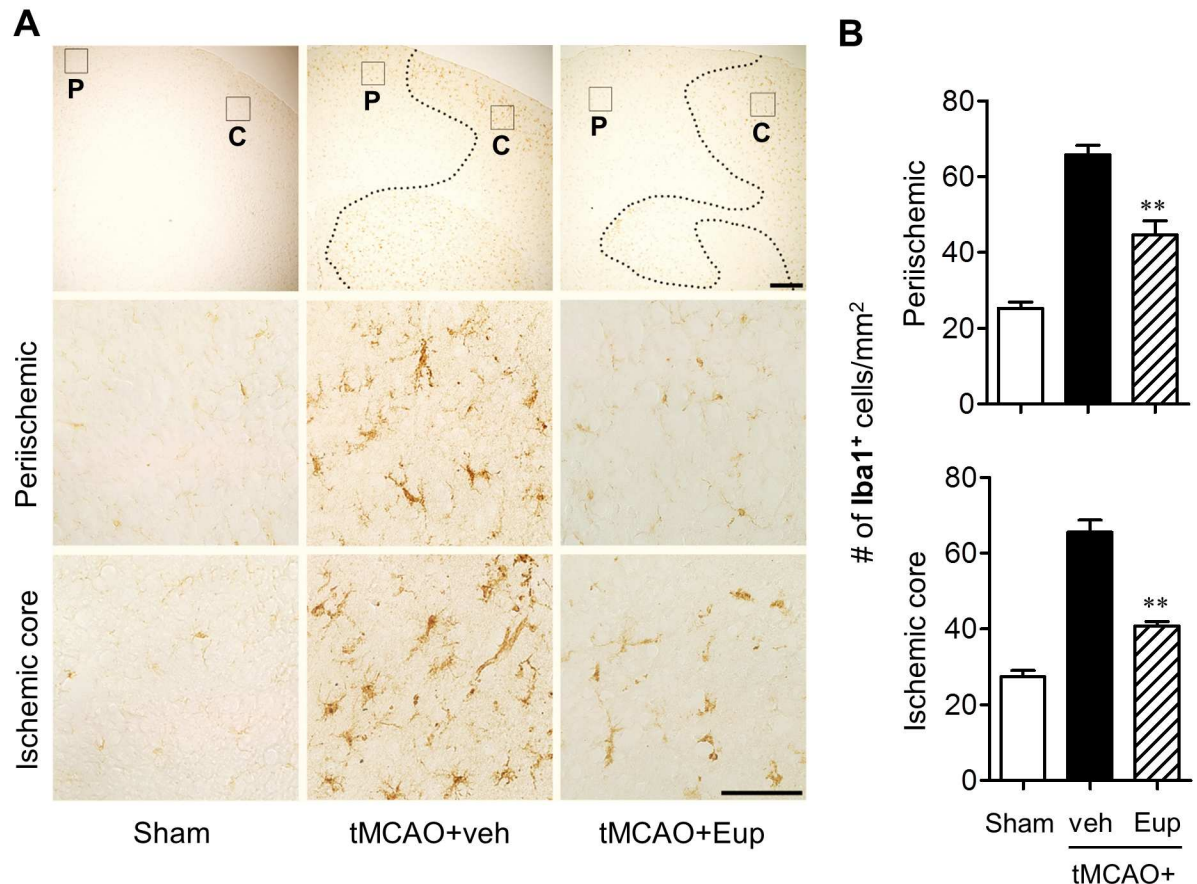 A
P
C
P
C
P
C
Periischemic
Ischemic core
Sham
tMCAO+veh
tMCAO+Eup
B
# of Iba1⁺ cells/mm²
Periischemic
80
60
40
20
0
**
Ischemic core
80
60
40
20
0
**
Sham veh Eup
tMCAO+